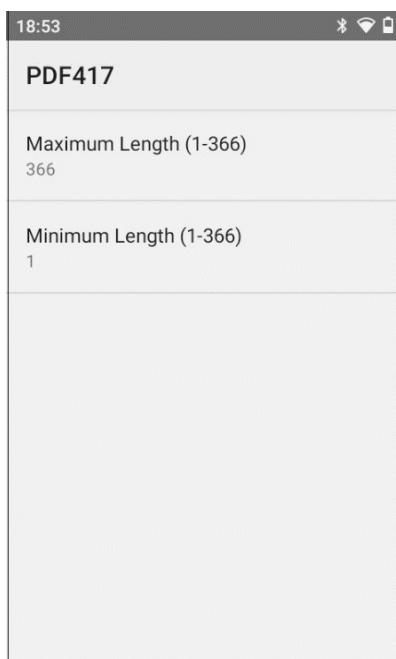 18:53
PDF417
Maximum Length (1-366)
366
Minimum Length (1-366)
1